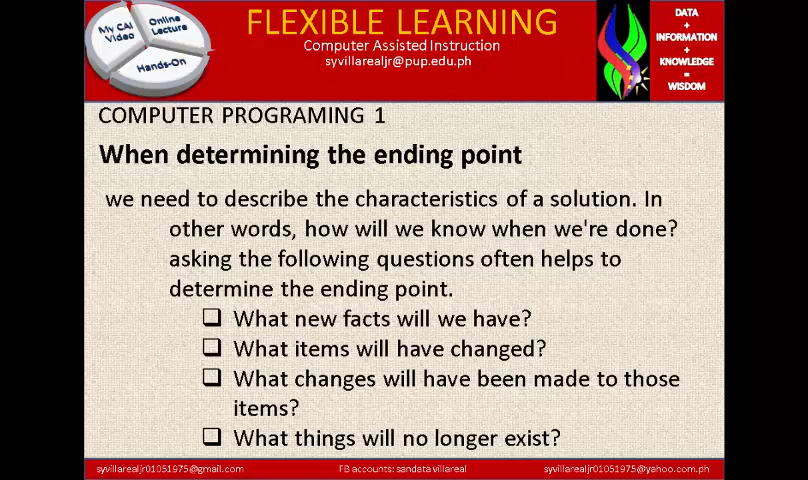 My CAI Video
Online Lecture
Hands-On
FLEXIBLE LEARNING
Computer Assisted Instruction
syvillarealjr@pup.edu.ph
DATA
+
INFORMATION
+
KNOWLEDGE
=
WISDOM
COMPUTER PROGRAMING 1
When determining the ending point
we need to describe the characteristics of a solution. In
other words, how will we know when we're done?
asking the following questions often helps to
determine the ending point.
❑ What new facts will we have?
❑ What items will have changed?
❑ What changes will have been made to those
items?
❑ What things will no longer exist?
syvillarealjr01051975@gmail.com
FB accounts: sandata villareal
syvillarealjr01051975@yahoo.com.ph